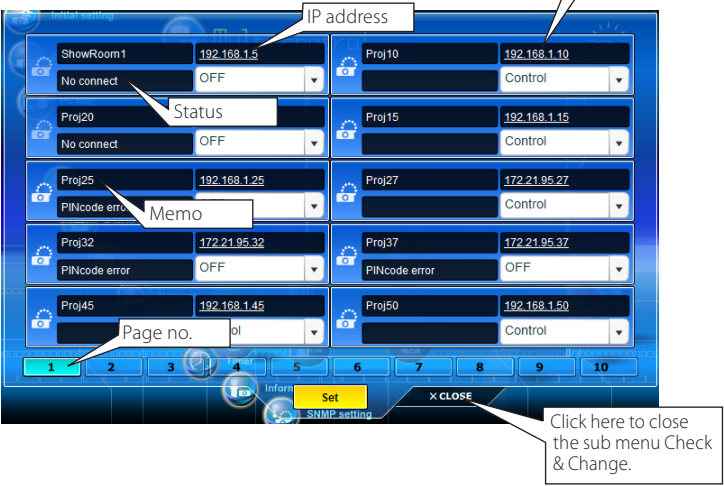 Initial setting
IP address
ShowRoom1 192.168.1.5 Proj10 192.168.1.10
No connect OFF Control
Status
Proj20 Proj15 192.168.1.15
No connect OFF Control
Proj25 192.168.1.25 Proj27 172.21.95.27
PINcode error Control
Memo
Proj32 172.21.95.32 Proj37 172.21.95.37
PINcode error OFF PINcode error OFF
Proj45 192.168.1.45 Proj50 192.168.1.50
Page no. ol Control
1 2 3 4 5 6 7 8 9 10
Timer
Inforn
Set × CLOSE
SNMP setting
Click here to close
the sub menu Check
& Change.